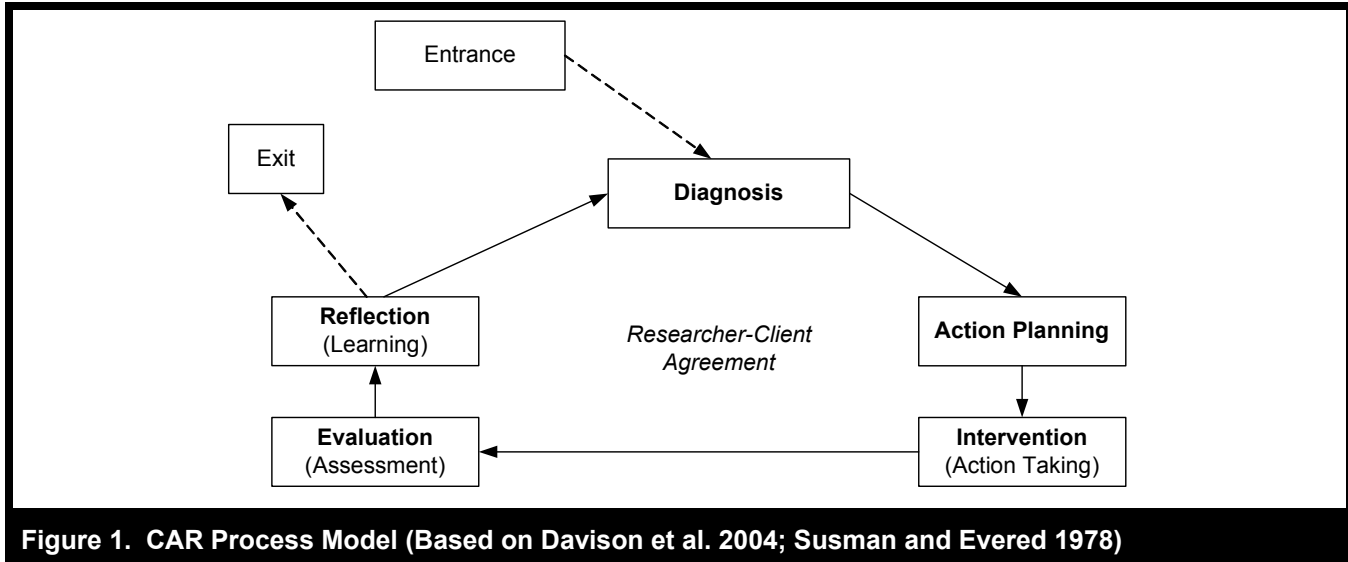 Entrance
Exit
Diagnosis
Reflection
(Learning)
Researcher-Client
Agreement
Action Planning
Evaluation
(Assessment)
Intervention
(Action Taking)
Figure 1. CAR Process Model (Based on Davison et al. 2004; Susman and Evered 1978)